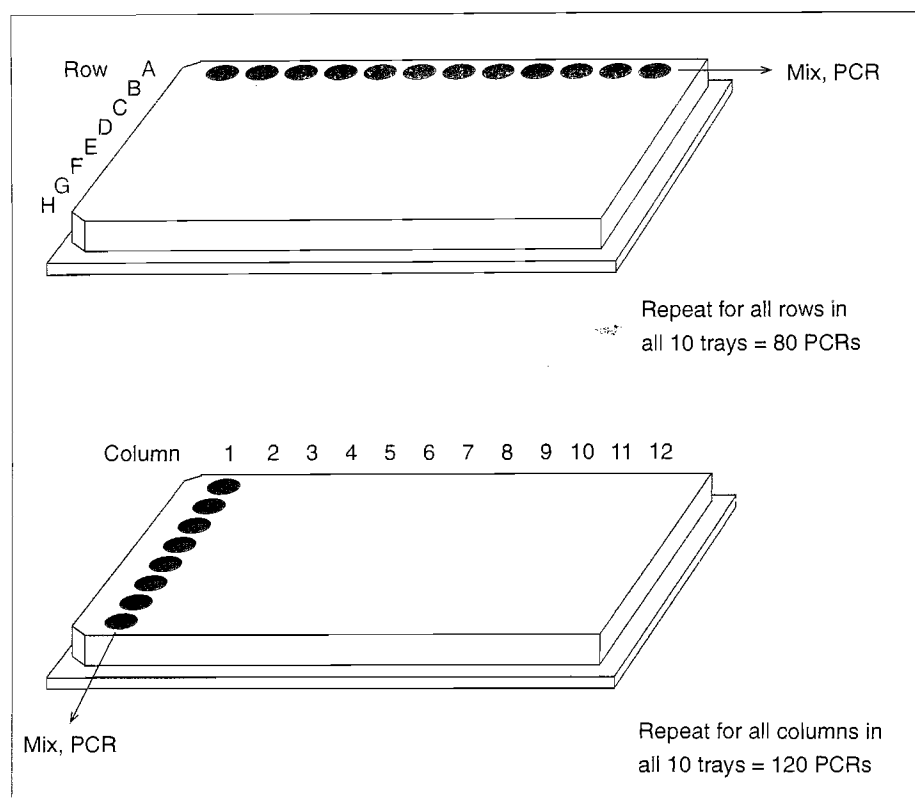 Row
A
B
C
D
E
F
G
H
Mix, PCR
Repeat for all rows in
all 10 trays = 80 PCRs
Column 1 2 3 4 5 6 7 8 9 10 11 12
Mix, PCR
Repeat for all columns in
all 10 trays = 120 PCRs